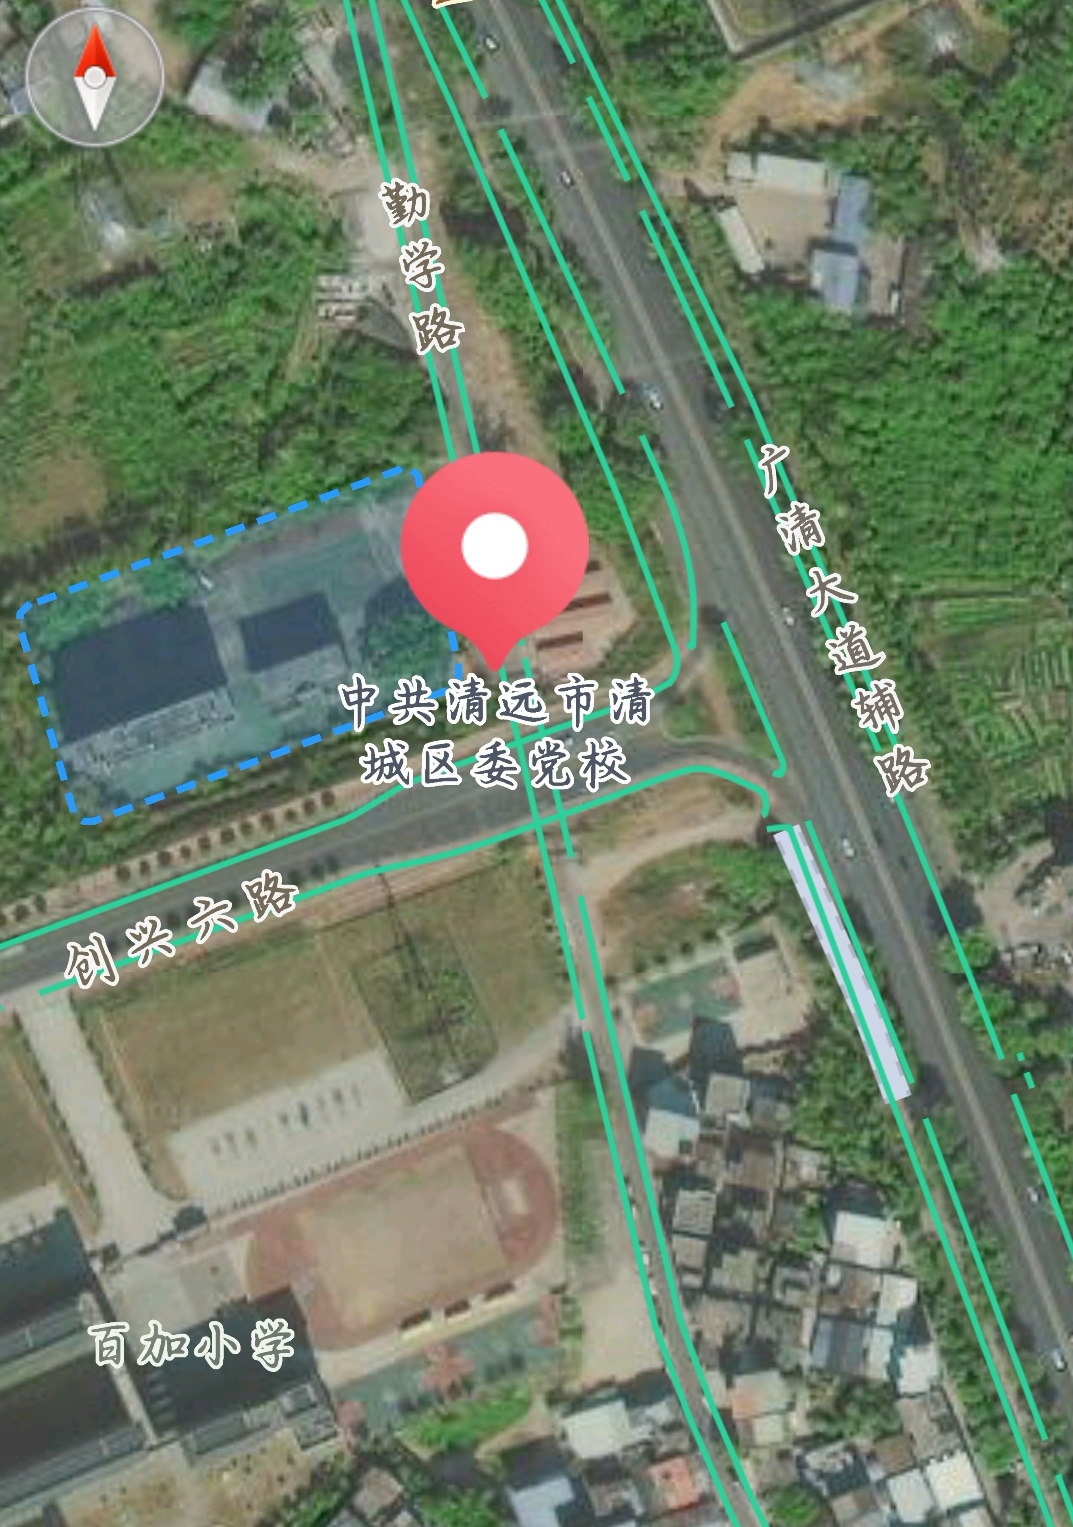 勤学路
广清大道辅路
中共清远市清
城区委党校
创兴六路
百加小学